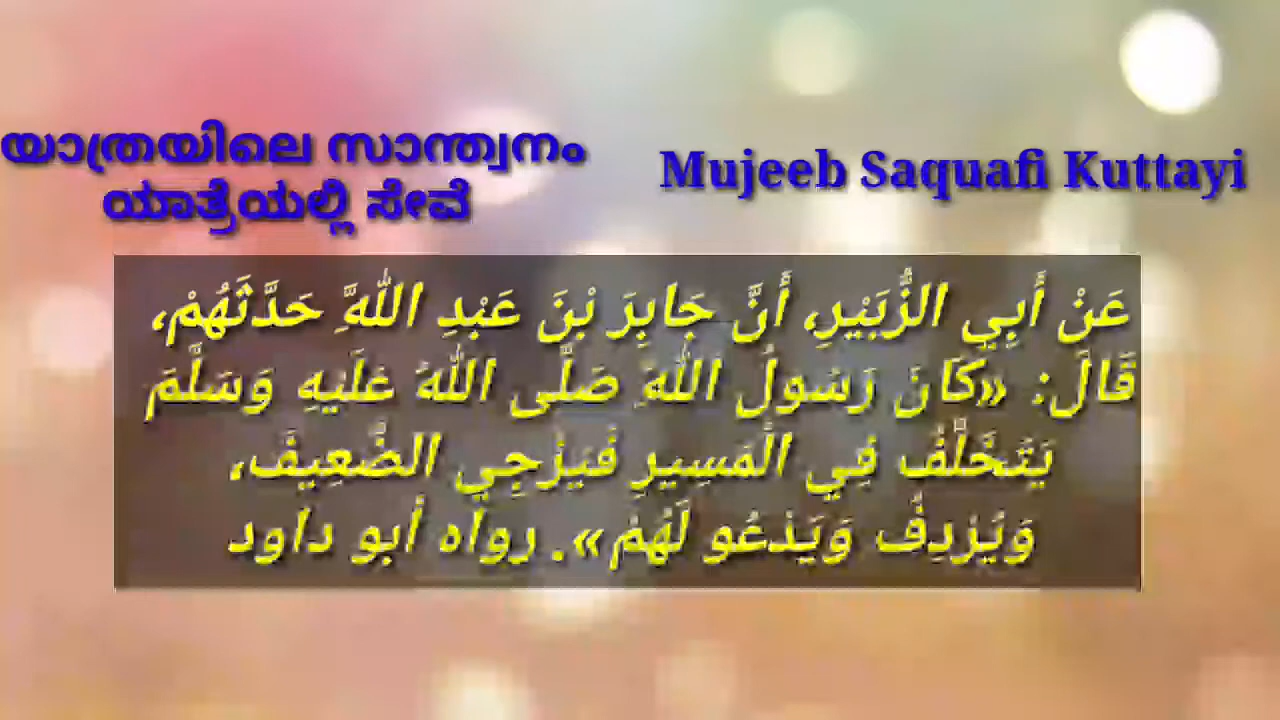 യാത്രയിലെ സാന്ത്വനം
ಯಾತ್ರೆಯಲ್ಲಿ ಸೇವೆ
Mujeeb Saquafi Kuttayi
عَنْ أَبِي الزُّبَيْرِ، أَنَّ جَابِرَ بْنَ عَبْدِ اللَّهِ حَدَّثَهُمْ،
قَالَ: «كَانَ رَسُولُ اللَّهِ صَلَّى اللهُ عَلَيْهِ وَسَلَّمَ
يَتَخَلَّفُ فِي الْمَسِيرِ فَيُزْجِي الضَّعِيفَ،
وَيُرْدِفُ وَيَدْعُو لَهُمْ». رواه أبو داود